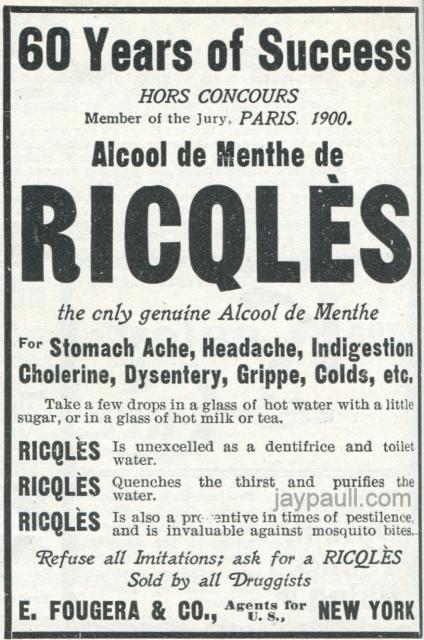 60 Years of Success
HORS CONCOURS
Member of the Jury, PARIS, 1900.
Alcool de Menthe de
RICQLÈS
the only genuine Alcool de Menthe
For Stomach Ache, Headache, Indigestion
Cholerine, Dysentery, Grippe, Colds, etc.
Take a few drops in a glass of hot water with a little
sugar, or in a glass of hot milk or tea.
RICQLÈS Is unexcelled as a dentifrice and toilet
water.
RICQLÈS Quenches the thirst and purifies the
water.
jaypaull.com
RICQLÈS Is also a preventive in times of pestilence,
and is invaluable against mosquito bites.
Refuse all Imitations; ask for a RICQLÈS
Sold by all Druggists
E. FOUGERA & CO., Agents for U. S., NEW YORK